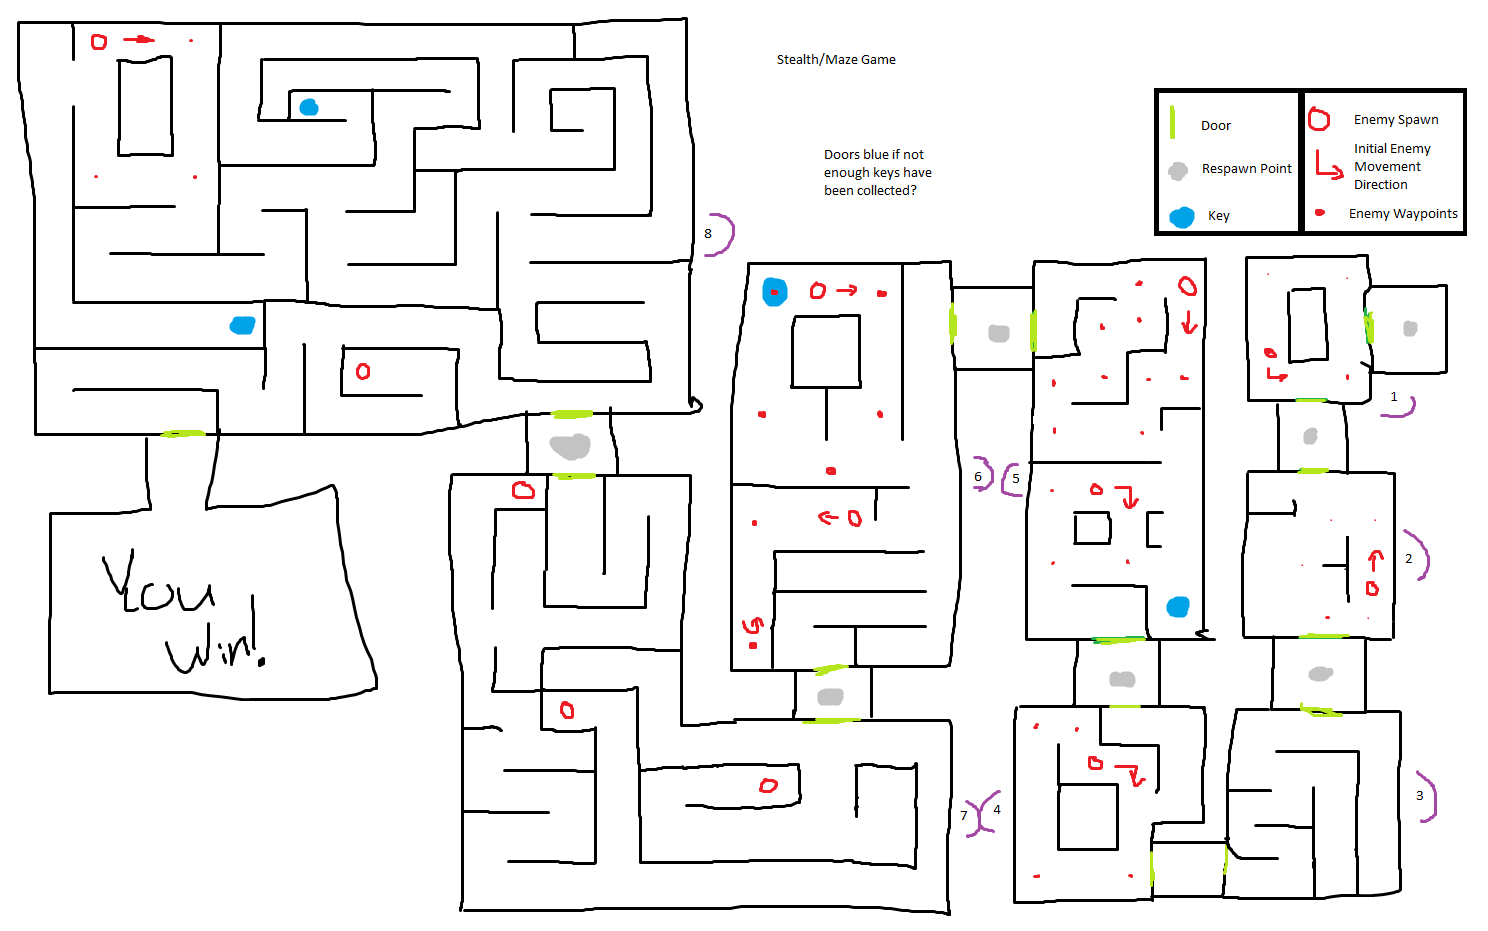 Stealth/Maze Game
Doors blue if not
enough keys have
been collected?
Door
Respawn Point
Key
Enemy Spawn
Initial Enemy
Movement
Direction
Enemy Waypoints
8
6
5
1
2
7
4
3
You
Win!